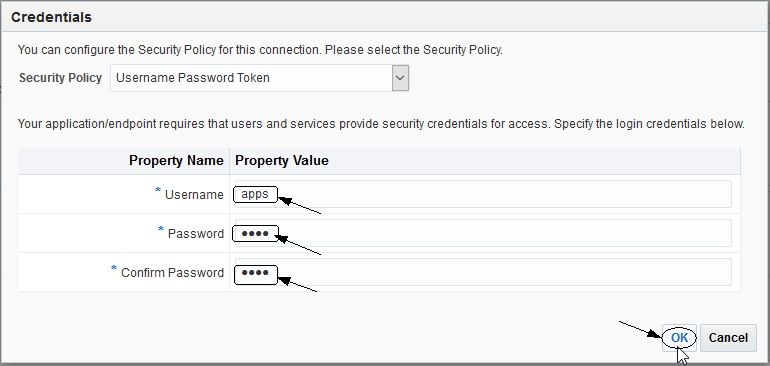 Credentials
You can configure the Security Policy for this connection. Please select the Security Policy.
Security Policy Username Password Token
Your application/endpoint requires that users and services provide security credentials for access. Specify the login credentials below.
Property Name Property Value
* Username apps
* Password ••••
* Confirm Password ••••
OK Cancel